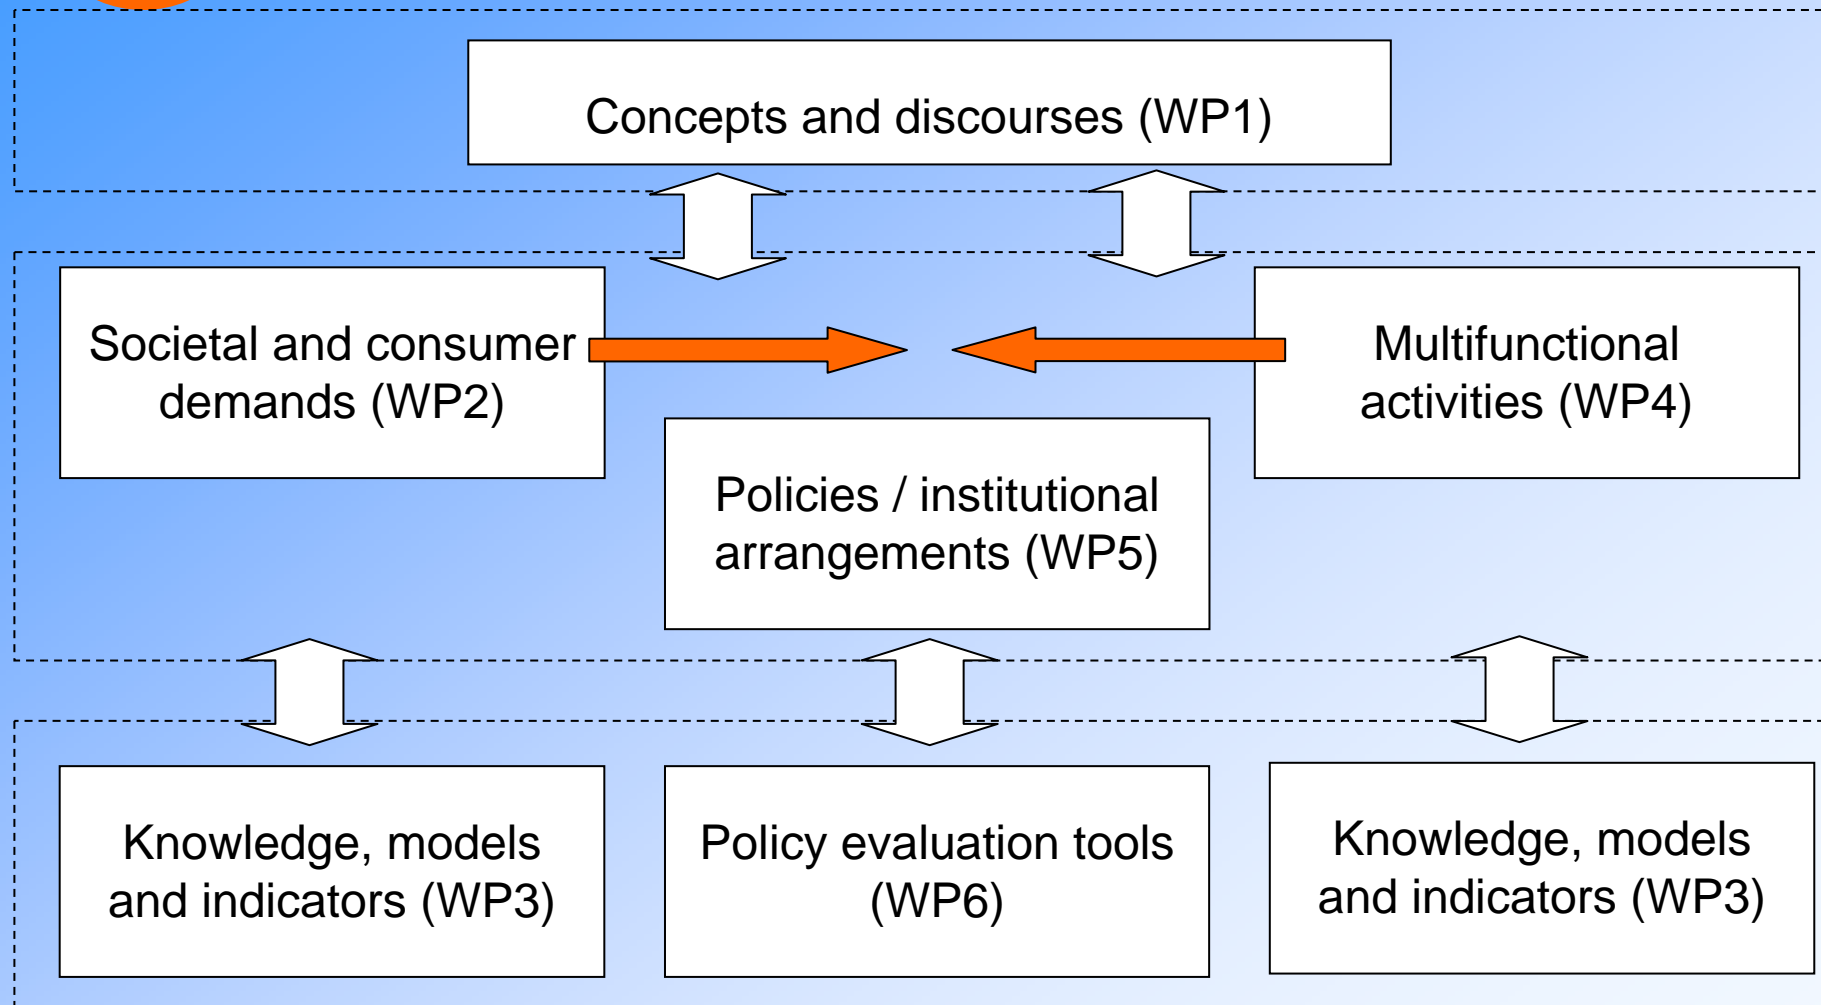 Concepts and discourses (WP1)
Societal and consumer
demands (WP2)
Multifunctional
activities (WP4)
Policies / institutional
arrangements (WP5)
Knowledge, models
and indicators (WP3)
Policy evaluation tools
(WP6)
Knowledge, models
and indicators (WP3)